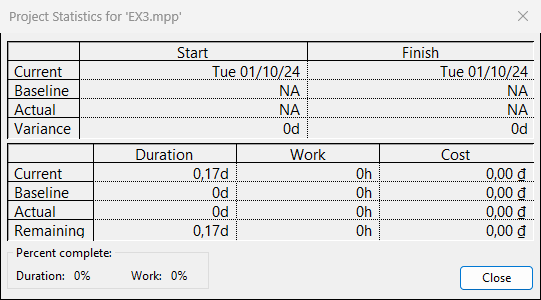 Project Statistics for 'EX3.mpp'
Start Finish
Current Tue 01/10/24 Tue 01/10/24
Baseline NA NA
Actual NA NA
Variance 0d 0d
Duration Work Cost
Current 0,17d 0h 0,00 ₫
Baseline 0d 0h 0,00 ₫
Actual 0d 0h 0,00 ₫
Remaining 0,17d 0h 0,00 ₫
Percent complete:
Duration: 0% Work: 0%
Close